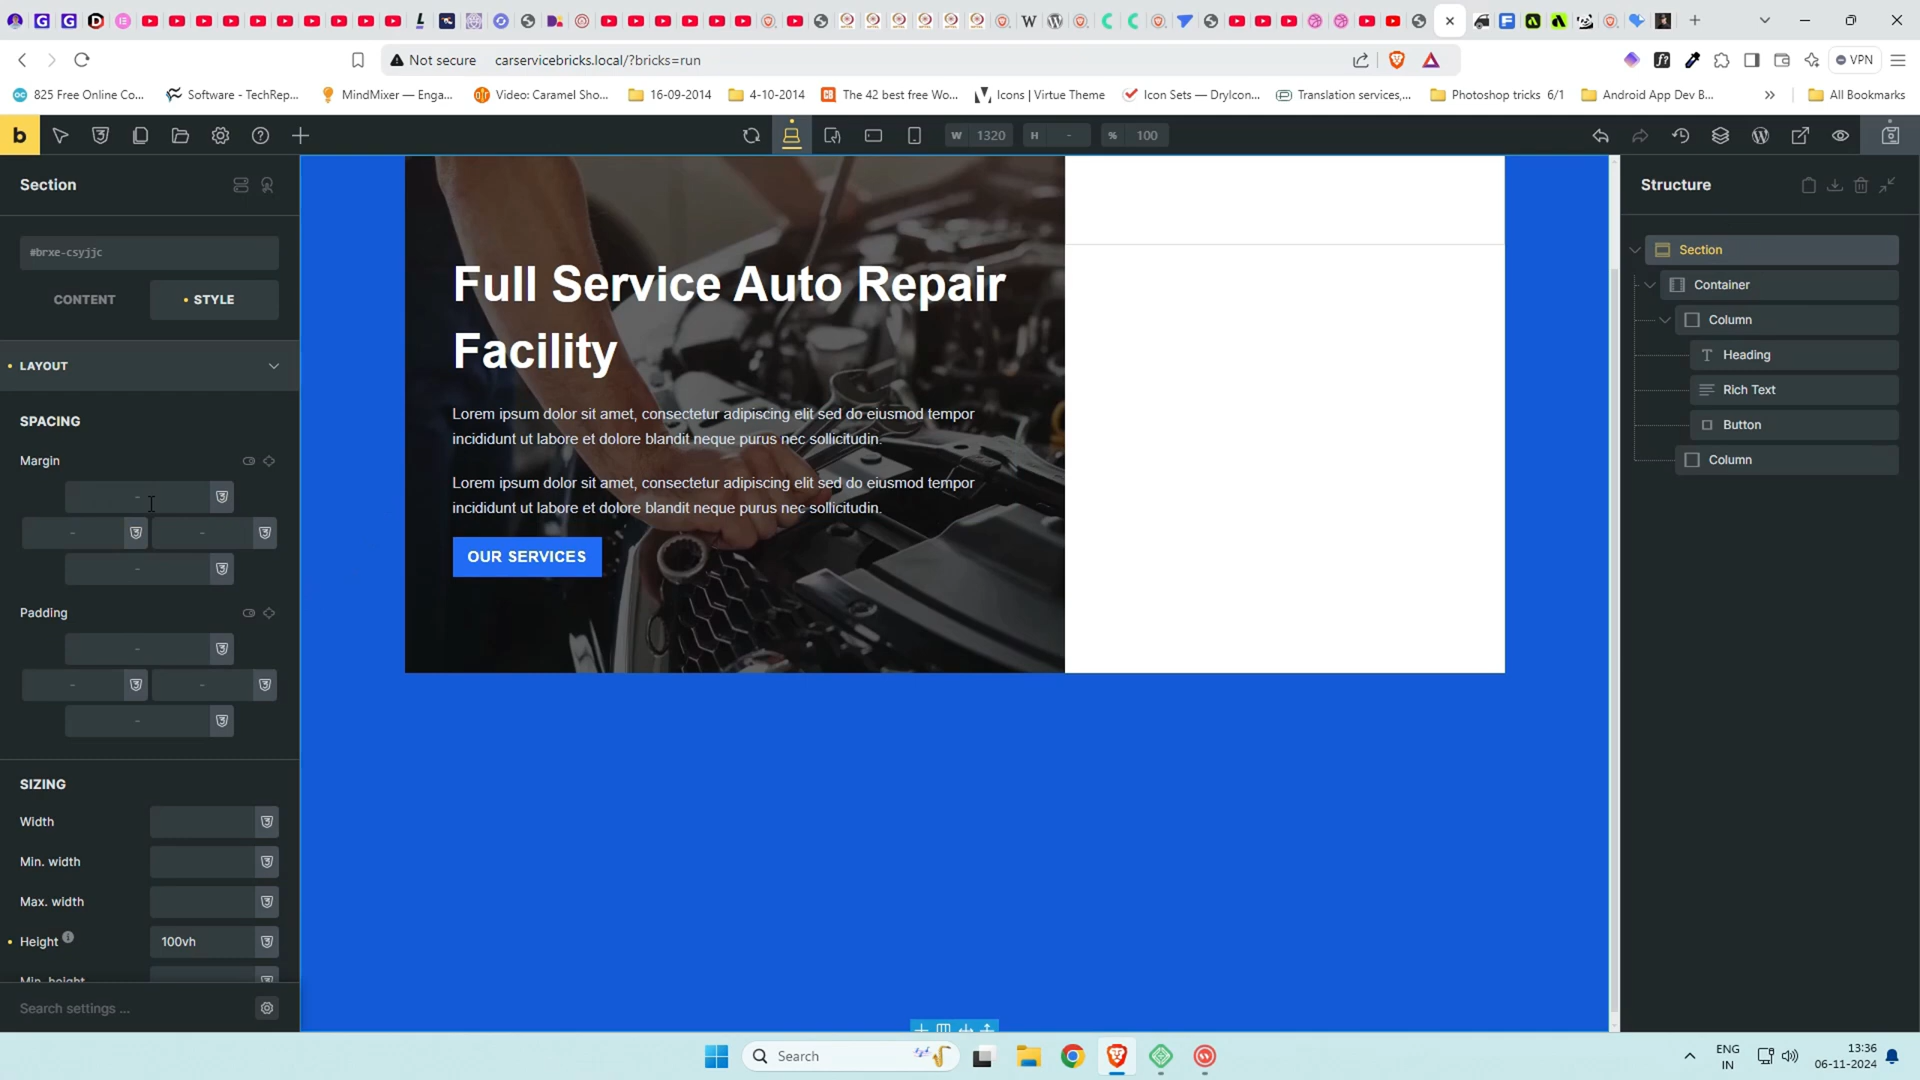 Not secure
carservicebricks.local/?bricks=run
VPN
825 Free Online Co...
Software - TechRep...
MindMixer — Enga...
Video: Caramel Sho...
16-09-2014
4-10-2014
The 42 best free Wo...
Icons | Virtue Theme
Icon Sets — DryIcon...
Translation services,...
Photoshop tricks 6/1
Android App Dev B...
All Bookmarks
b
W 1320
H -
% 100
Section
#brxe-csyjjc
CONTENT
STYLE
LAYOUT
SPACING
Margin
Padding
SIZING
Width
Min. width
Max. width
Height
100vh
Min. height
Search settings ...
Full Service Auto Repair
Facility
Lorem ipsum dolor sit amet, consectetur adipiscing elit sed do eiusmod tempor
incididunt ut labore et dolore blandit neque purus nec sollicitudin.
Lorem ipsum dolor sit amet, consectetur adipiscing elit sed do eiusmod tempor
incididunt ut labore et dolore blandit neque purus nec sollicitudin.
OUR SERVICES
Structure
Section
Container
Column
Heading
Rich Text
Button
Column
Search
ENG
IN
13:36
06-11-2024